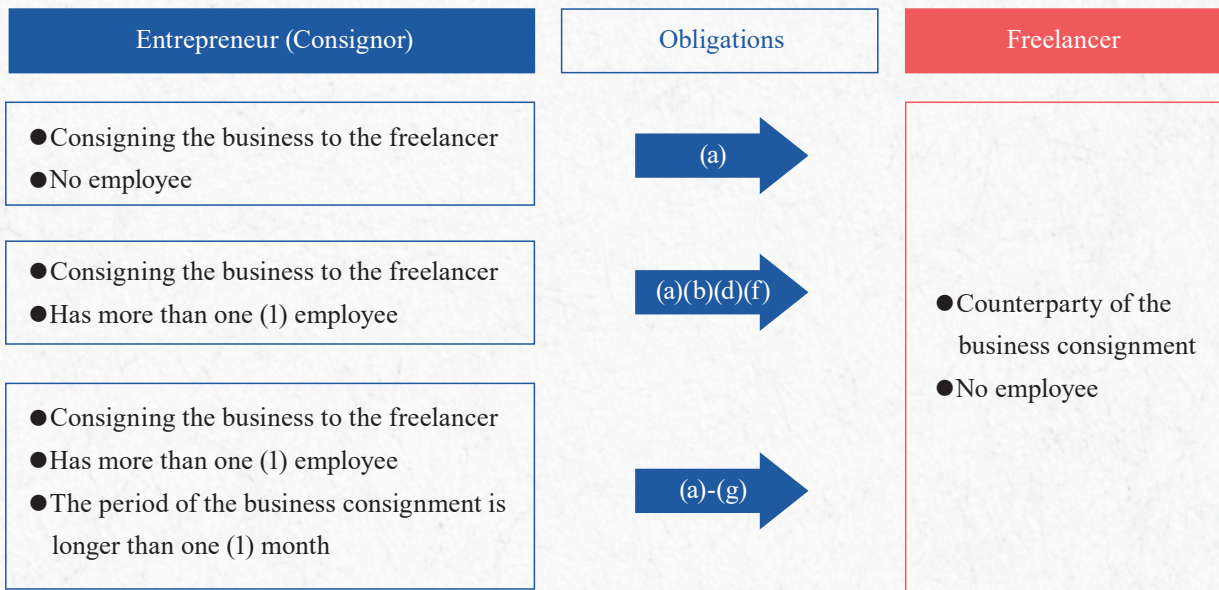 Entrepreneur (Consignor)
Obligations
Freelancer
●Consigning the business to the freelancer
●No employee
(a)
●Consigning the business to the freelancer
●Has more than one (1) employee
(a)(b)(d)(f)
●Consigning the business to the freelancer
●Has more than one (1) employee
●The period of the business consignment is
longer than one (1) month
(a)-(g)
●Counterparty of the
business consignment
●No employee